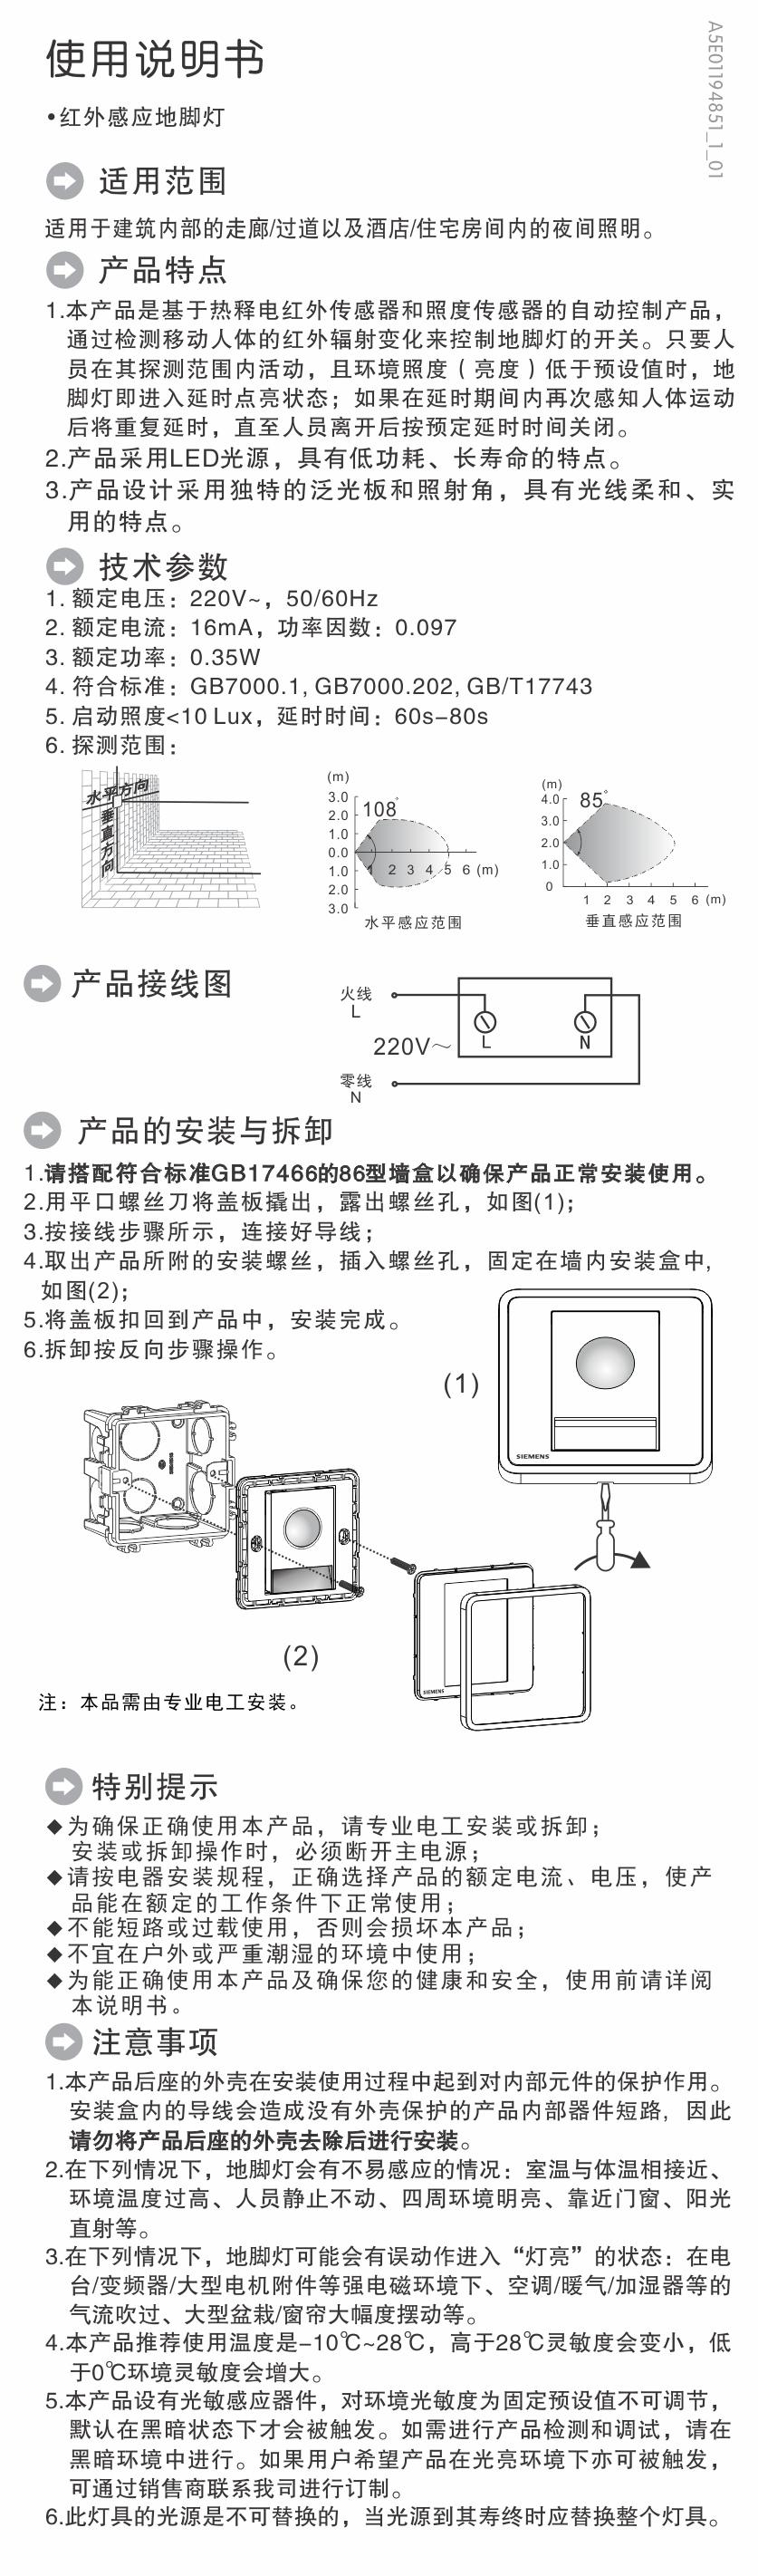 使用说明书
A5E01194851_1_01
•红外感应地脚灯
适用范围
适用于建筑内部的走廊/过道以及酒店/住宅房间内的夜间照明。
产品特点
1.本产品是基于热释电红外传感器和照度传感器的自动控制产品，
通过检测移动人体的红外辐射变化来控制地脚灯的开关。只要人
员在其探测范围内活动，且环境照度（亮度）低于预设值时，地
脚灯即进入延时点亮状态；如果在延时期间内再次感知人体运动
后将重复延时，直至人员离开后按预定延时时间关闭。
2.产品采用LED光源，具有低功耗、长寿命的特点。
3.产品设计采用独特的泛光板和照射角，具有光线柔和、实
用的特点。
技术参数
1. 额定电压：220V~，50/60Hz
2. 额定电流：16mA，功率因数：0.097
3. 额定功率：0.35W
4. 符合标准：GB7000.1, GB7000.202, GB/T17743
5. 启动照度<10 Lux，延时时间：60s–80s
6. 探测范围：
水平方向
垂直方向
(m)
3.0
2.0
1.0
0.0
1.0
2.0
3.0
108°
1 2 3 4 5 6 (m)
水平感应范围
(m)
4.0
3.0
2.0
1.0
0
85°
1 2 3 4 5 6 (m)
垂直感应范围
产品接线图
火线
L
220V～
零线
N
L
N
产品的安装与拆卸
1.请搭配符合标准GB17466的86型墙盒以确保产品正常安装使用。
2.用平口螺丝刀将盖板撬出，露出螺丝孔，如图(1)；
3.按接线步骤所示，连接好导线；
4.取出产品所附的安装螺丝，插入螺丝孔，固定在墙内安装盒中,
如图(2)；
5.将盖板扣回到产品中，安装完成。
6.拆卸按反向步骤操作。
(1)
SIEMENS
SIEMENS
(2)
SIEMENS
注：本品需由专业电工安装。
特别提示
◆为确保正确使用本产品，请专业电工安装或拆卸；
安装或拆卸操作时，必须断开主电源；
◆请按电器安装规程，正确选择产品的额定电流、电压，使产
品能在额定的工作条件下正常使用；
◆不能短路或过载使用，否则会损坏本产品；
◆不宜在户外或严重潮湿的环境中使用；
◆为能正确使用本产品及确保您的健康和安全，使用前请详阅
本说明书。
注意事项
1.本产品后座的外壳在安装使用过程中起到对内部元件的保护作用。
安装盒内的导线会造成没有外壳保护的产品内部器件短路，因此
请勿将产品后座的外壳去除后进行安装。
2.在下列情况下，地脚灯会有不易感应的情况：室温与体温相接近、
环境温度过高、人员静止不动、四周环境明亮、靠近门窗、阳光
直射等。
3.在下列情况下，地脚灯可能会有误动作进入“灯亮”的状态：在电
台/变频器/大型电机附件等强电磁环境下、空调/暖气/加湿器等的
气流吹过、大型盆栽/窗帘大幅度摆动等。
4.本产品推荐使用温度是–10℃~28℃，高于28℃灵敏度会变小，低
于0℃环境灵敏度会增大。
5.本产品设有光敏感应器件，对环境光敏度为固定预设值不可调节，
默认在黑暗状态下才会被触发。如需进行产品检测和调试，请在
黑暗环境中进行。如果用户希望产品在光亮环境下亦可被触发，
可通过销售商联系我司进行订制。
6.此灯具的光源是不可替换的，当光源到其寿终时应替换整个灯具。